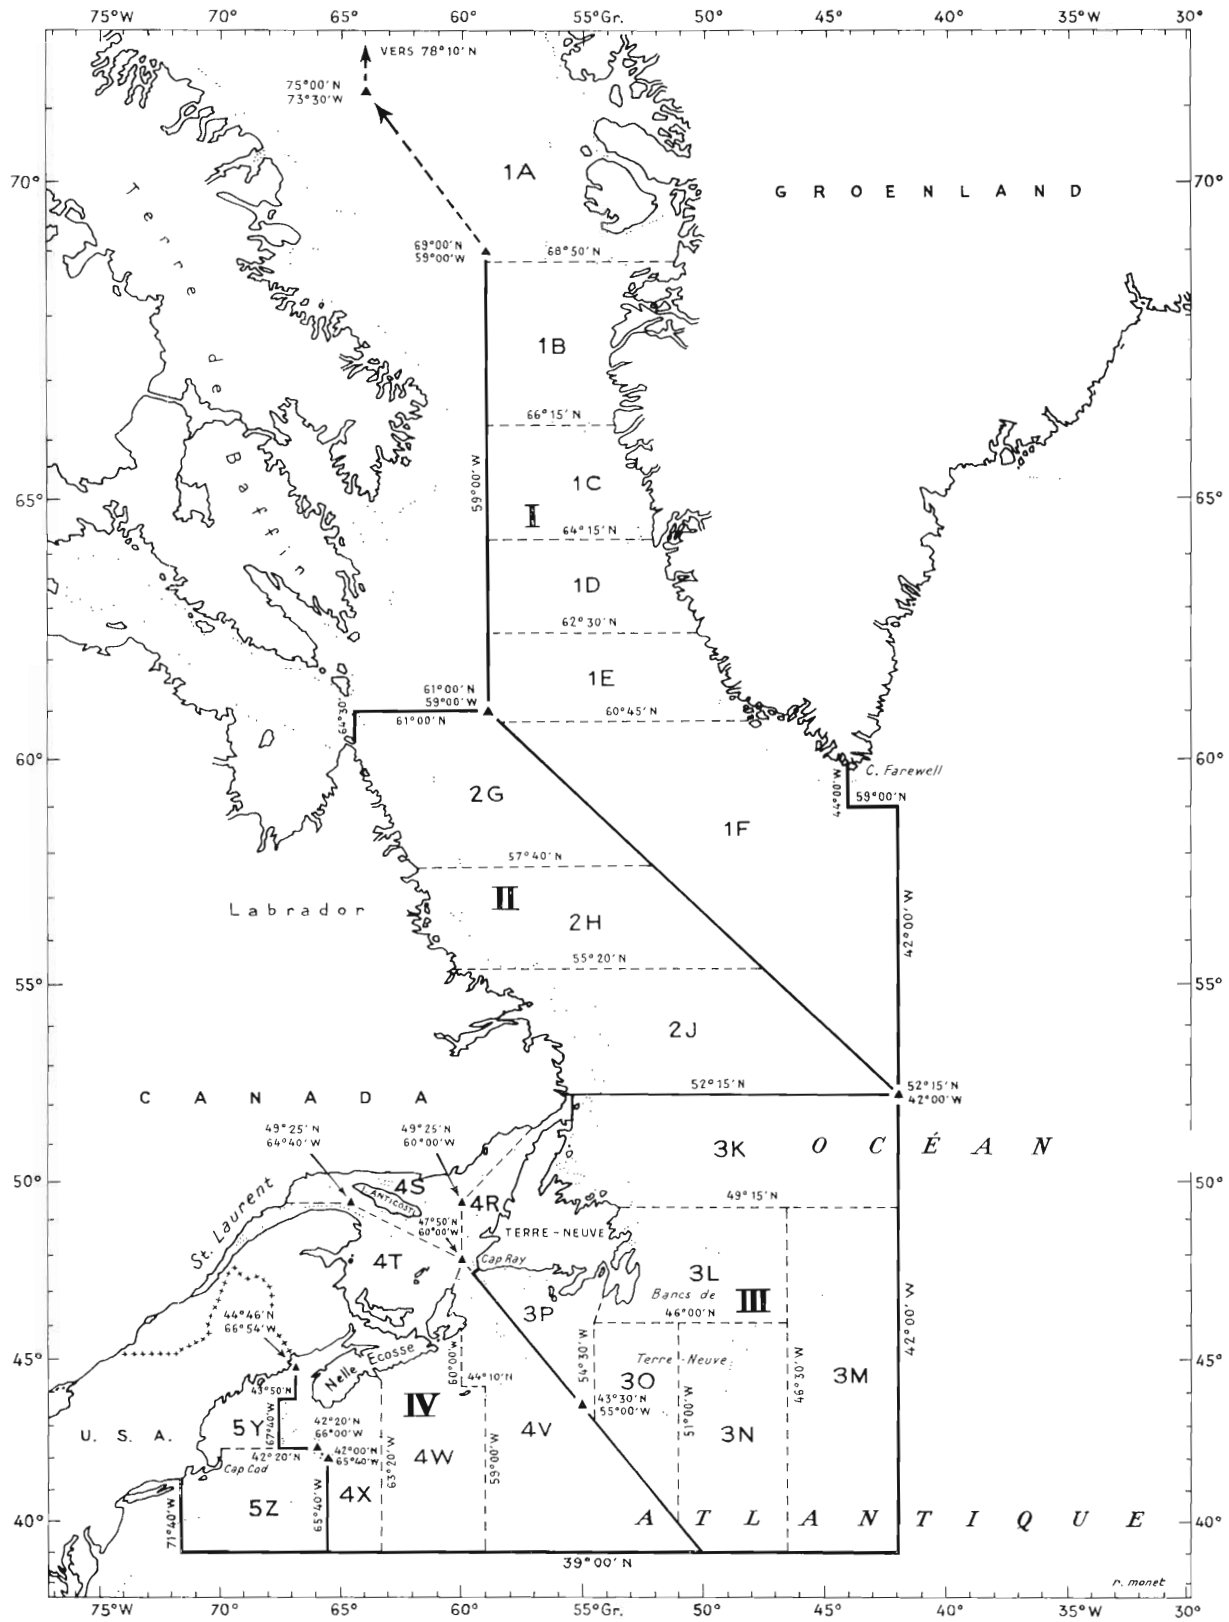 75°W 70° 65° 60° 55°Gr. 50° 45° 40° 35°W 30°
VERS 78°10'N
75°00'N
73°30'W
1A
70°
70°
GROENLAND
Terre de Baffin
69°00'N
59°00'W
68°50'N
1B
66°15'N
59°00'W
1C
65°
65°
I
64°15'N
1D
62°30'N
1E
61°00'N
59°00'W
64°30'
61°00'N
60°45'N
60°
60°
C. Farewell
44°00'W
59°00'N
2G
1F
57°40'N
II
Labrador
2H
42°00'W
55°20'N
55°
55°
2J
52°15'N
52°15'N
42°00'W
CANADA
49°25'N
64°40'W
49°25'N
60°00'W
3K
OCÉAN
50°
50°
4S
I. ANTICOSTI
4R
49°15'N
St. Laurent
47°50'N
60°00'W
TERRE-NEUVE
Cap Ray
4T
3L
Bancs de
III
46°00'N
3P
44°46'N
66°54'W
42°00'W
45°
45°
Nelle Ecosse
60°00'W
44°10'N
54°30'W
Terre-Neuve
46°30'W
3M
3O
43°50'N
43°30'N
55°00'W
51°00'W
IV
5Y
67°40'W
42°20'N
66°00'W
4V
3N
U.S.A.
42°20'N
42°00'N
65°40'W
4W
63°20'W
59°00'W
Cap Cod
5Z
4X
71°40'W
65°40'W
40°
ATLANTIQUE
40°
39°00'N
r. monet
75°W 70° 65° 60° 55°Gr. 50° 45° 40° 35°W 30°